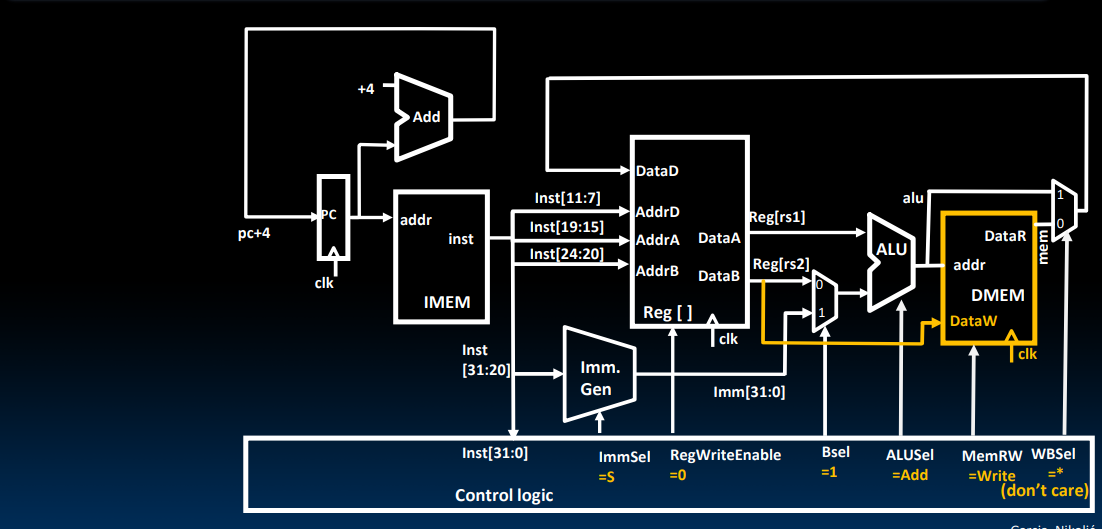 +4
Add
DataD
Inst[11:7]
alu
1
PC
addr
AddrD
Reg[rs1]
0
pc+4
inst
Inst[19:15]
AddrA
DataA
ALU
DataR
mem
Inst[24:20]
AddrB
DataB
Reg[rs2]
addr
clk
0
IMEM
Reg [ ]
1
DMEM
DataW
clk
clk
Inst
[31:20]
Imm.
Gen
Imm[31:0]
Inst[31:0]
ImmSel
=S
RegWriteEnable
=0
Bsel
=1
ALUSel
=Add
MemRW
=Write
WBSel
=*
(don't care)
Control logic